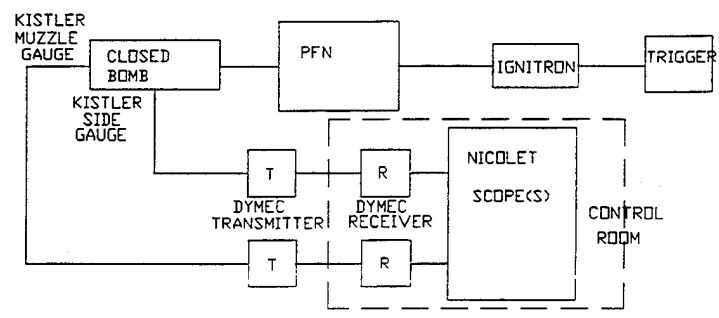 KISTLER
MUZZLE
GAUGE
CLOSED
BOMB
PFN
IGNITRON
TRIGGER
KISTLER
SIDE
GAUGE
T
R
NICOLET
SCOPE(S)
DYMEC
TRANSMITTER
DYMEC
RECEIVER
CONTROL
ROOM
T
R